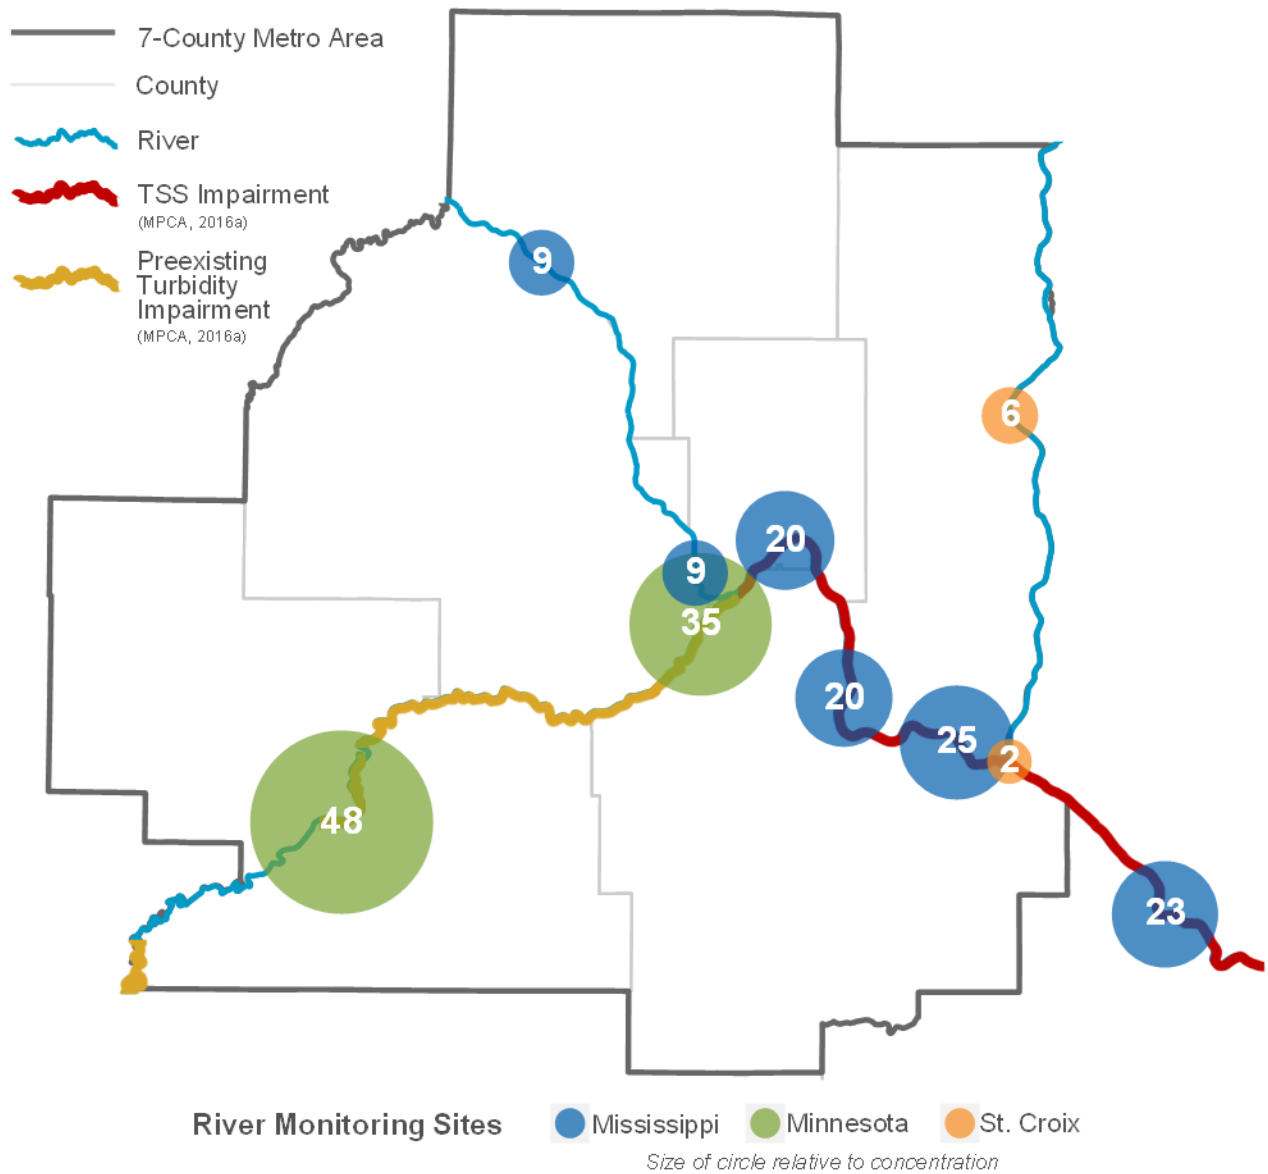 7-County Metro Area
County
River
TSS Impairment
(MPCA, 2016a)
Preexisting
Turbidity
Impairment
(MPCA, 2016a)
9
6
20
9
35
20
25
2
48
23
River Monitoring Sites Mississippi Minnesota St. Croix
Size of circle relative to concentration